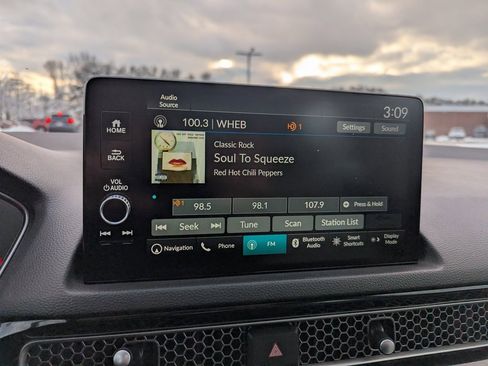 Audio
Source
3:09
100.3 | WHEB
1
Settings
Sound
HOME
BACK
VOL
AUDIO
Classic Rock
Soul To Squeeze
Red Hot Chili Peppers
1
98.5
98.1
107.9
Press & Hold
Seek
Tune
Scan
Station List
Navigation
Phone
FM
Bluetooth
Audio
Smart
Shortcuts
Display
Mode